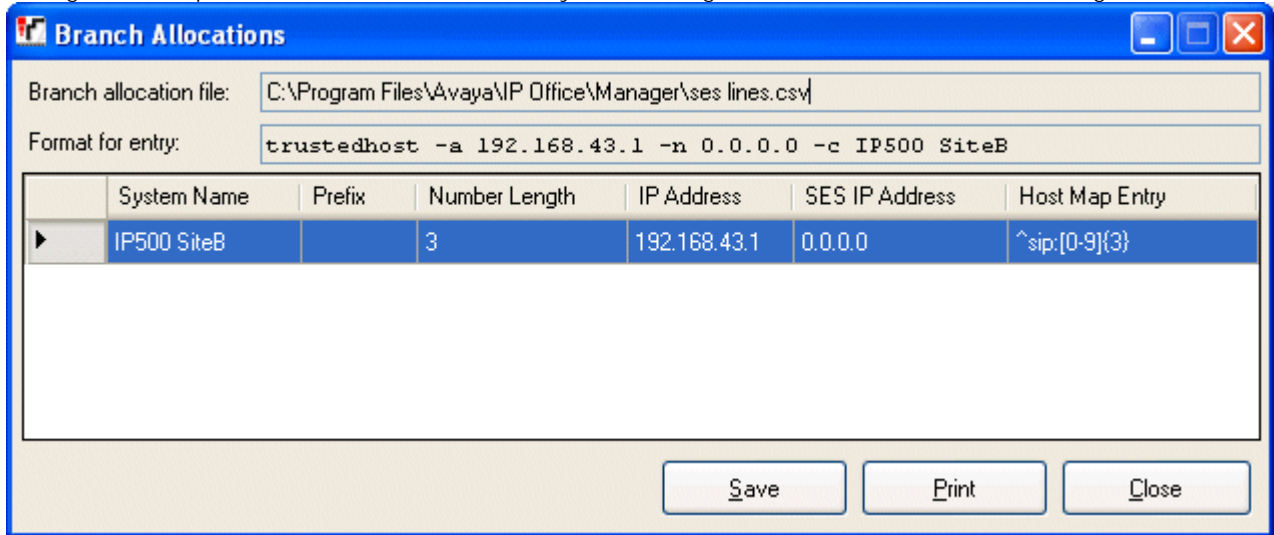 Branch Allocations
Branch allocation file: C:\Program Files\Avaya\IP Office\Manager\ses lines.csv
Format for entry: trustedhost -a 192.168.43.1 -n 0.0.0.0 -c IP500 SiteB
System Name Prefix Number Length IP Address SES IP Address Host Map Entry
IP500 SiteB 3 192.168.43.1 0.0.0.0 ^sip:[0-9]{3}
Save Print Close